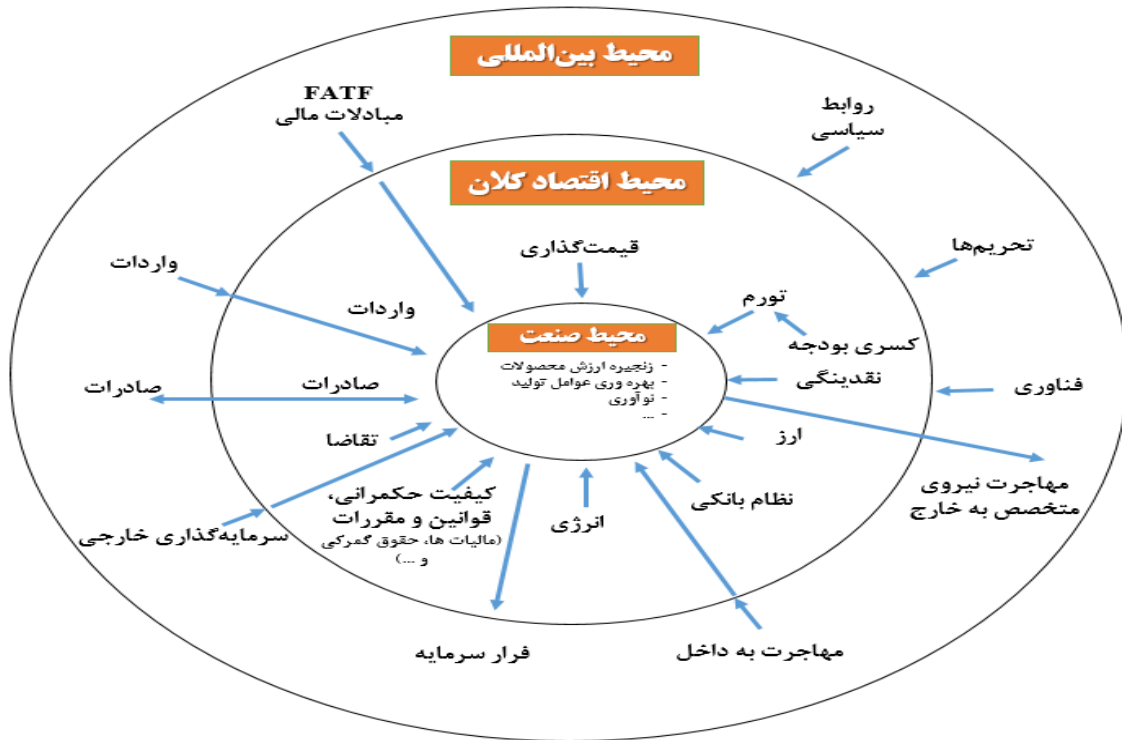 محیط بین‌المللی
FATF
مبادلات مالی
روابط
سیاسی
محیط اقتصاد کلان
تحریم‌ها
قیمت‌گذاری
واردات
واردات
تورم
محیط صنعت
کسری بودجه
- زنجیره ارزش محصولات
- بهره وری عوامل تولید
- نوآوری
- ...
نقدینگی
فناوری
صادرات
صادرات
تقاضا
ارز
کیفیت حکمرانی،
قوانین و مقررات
(مالیات ها، حقوق گمرکی
و ...)
انرژی
نظام بانکی
مهاجرت نیروی
متخصص به خارج
سرمایه‌گذاری خارجی
فرار سرمایه
مهاجرت به داخل